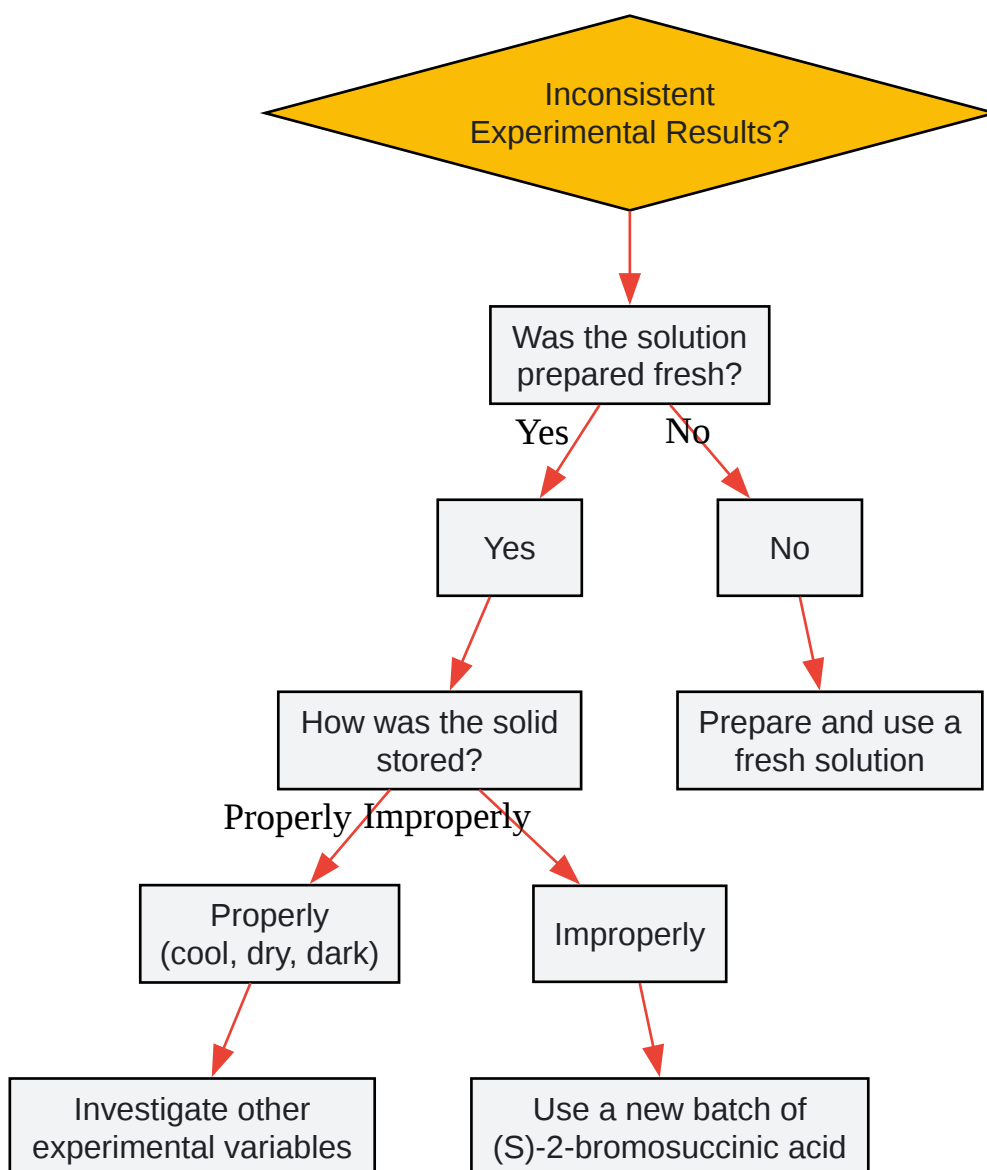 Inconsistent
Experimental Results?
Was the solution
prepared fresh?
Yes
No
Yes
No
How was the solid
stored?
Prepare and use a
fresh solution
Properly
Improperly
Properly
(cool, dry, dark)
Improperly
Investigate other
experimental variables
Use a new batch of
(S)-2-bromosuccinic acid